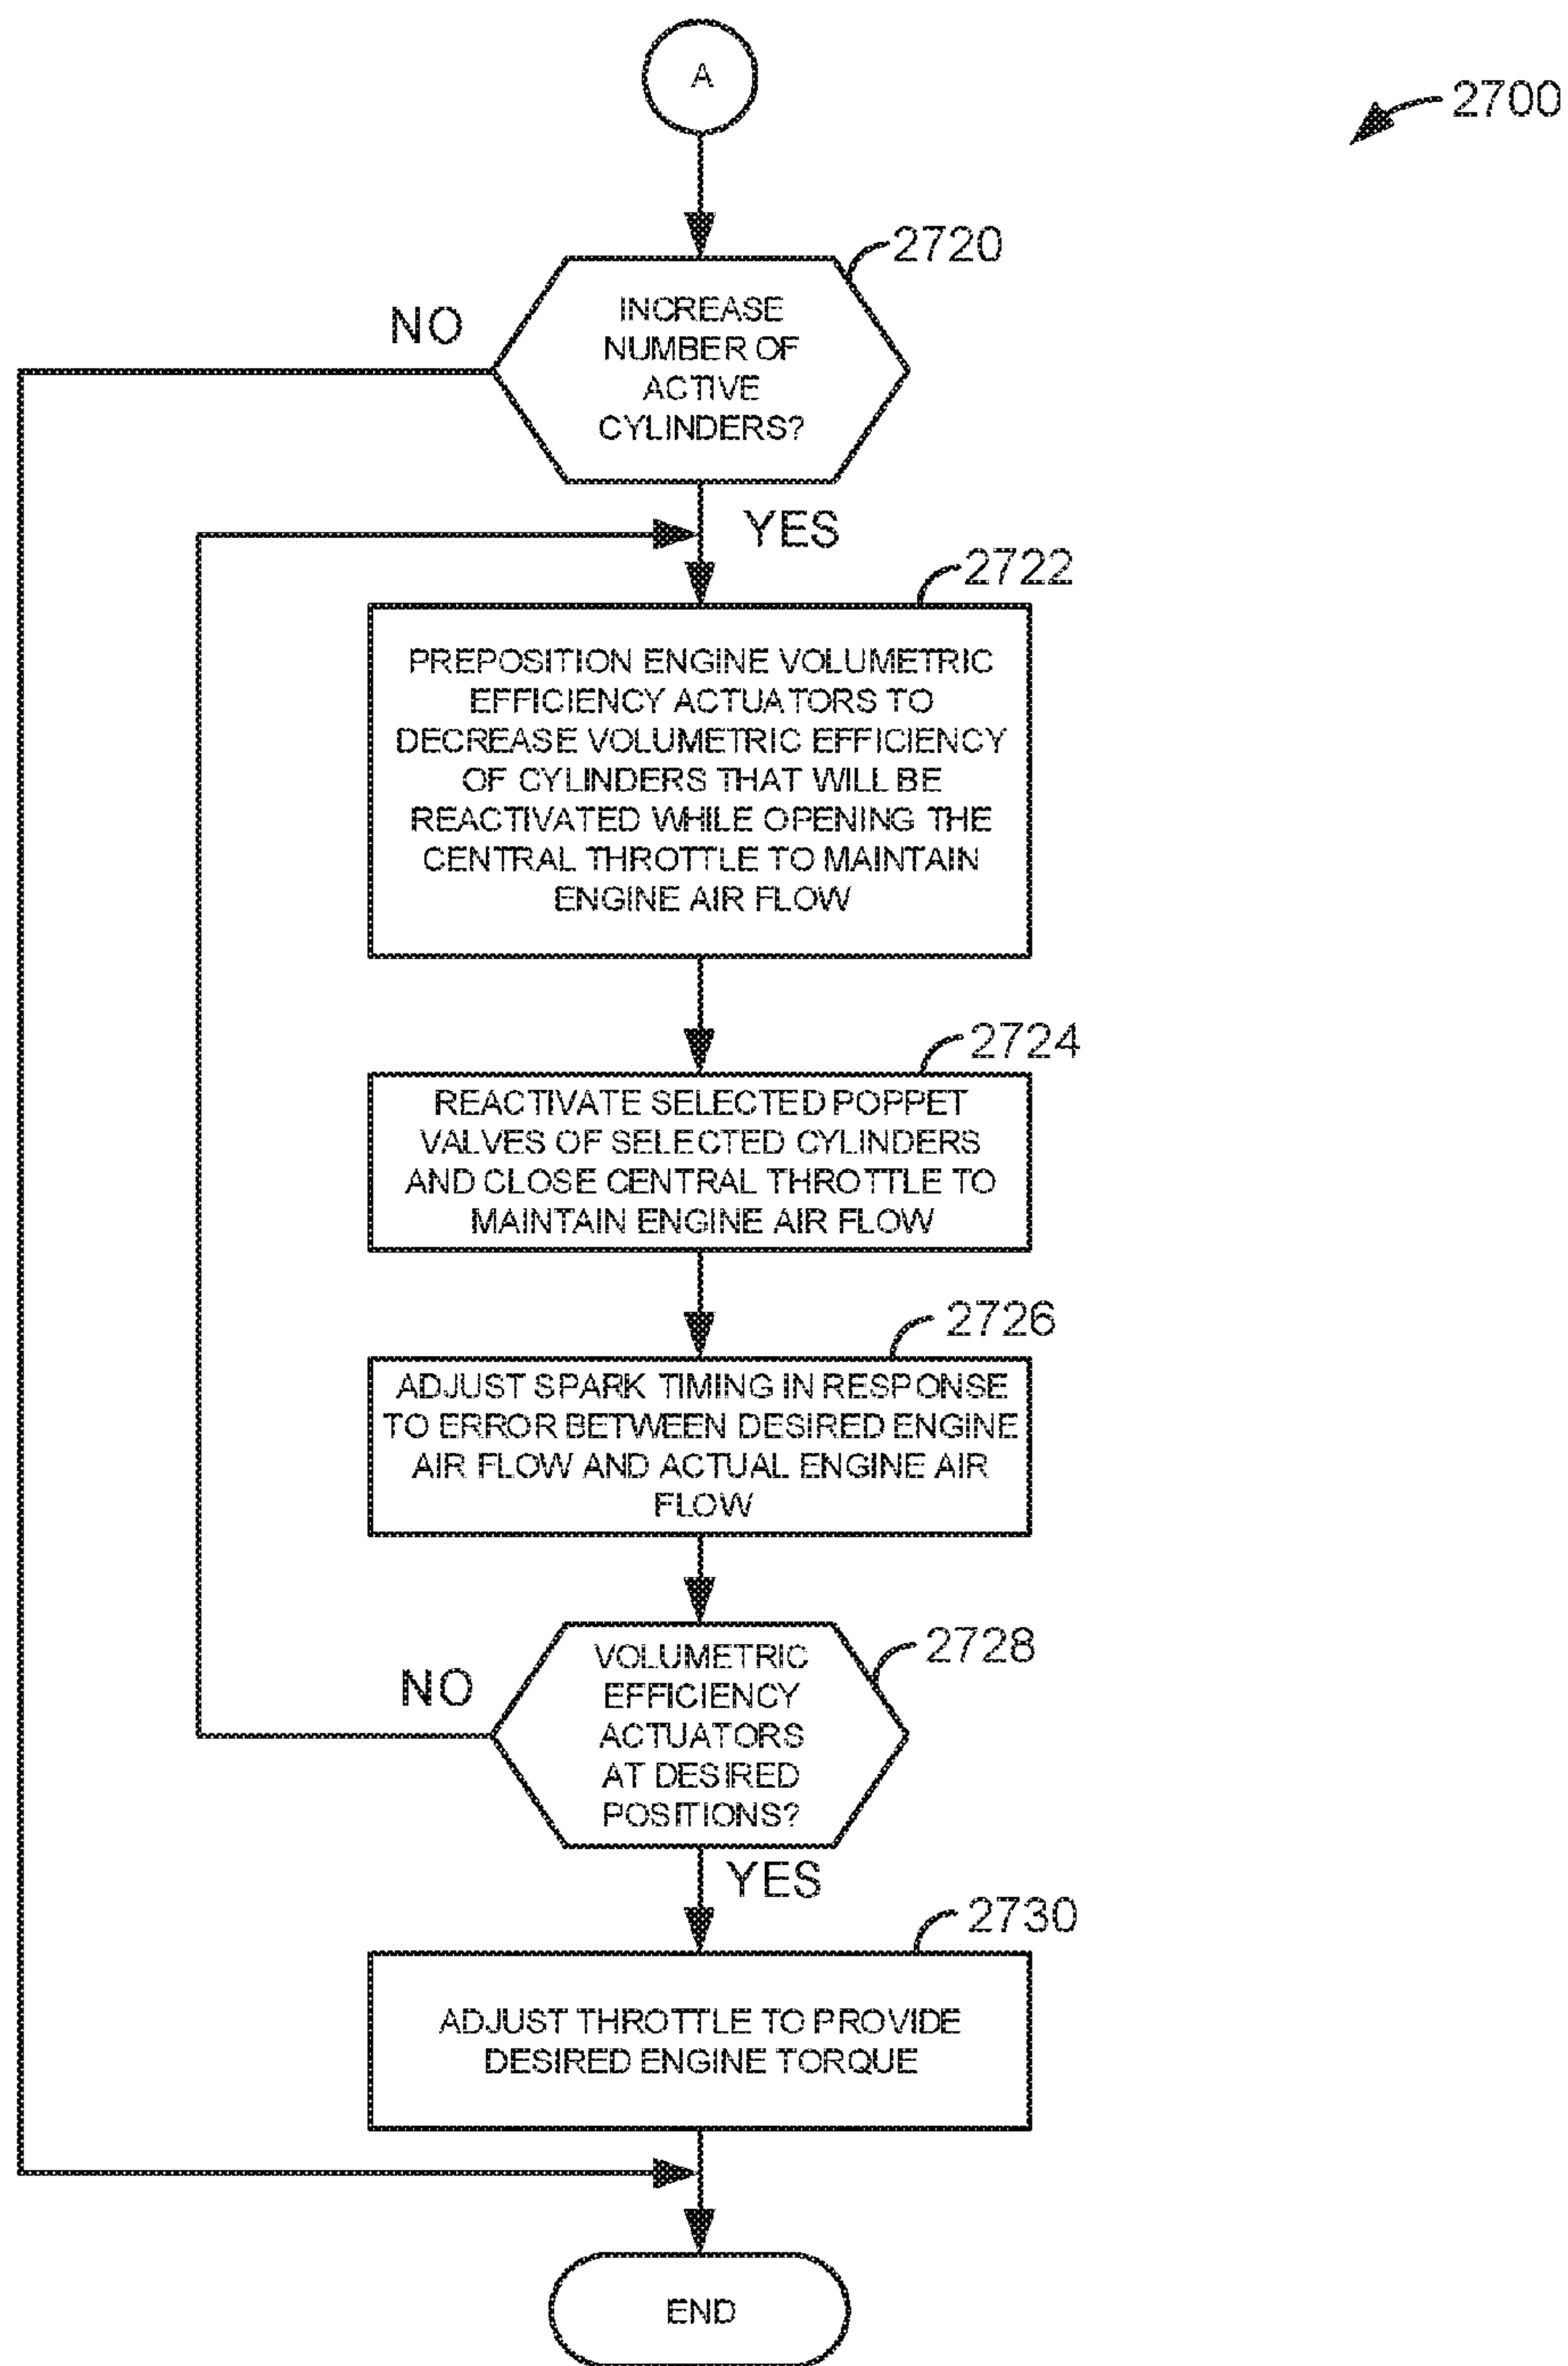 A
2700
2720
NO
INCREASE
NUMBER OF
ACTIVE
CYLINDERS?
YES
2722
PREPOSITION ENGINE VOLUMETRIC
EFFICIENCY ACTUATORS TO
DECREASE VOLUMETRIC EFFICIENCY
OF CYLINDERS THAT WILL BE
REACTIVATED WHILE OPENING THE
CENTRAL THROTTLE TO MAINTAIN
ENGINE AIR FLOW
2724
REACTIVATE SELECTED POPPET
VALVES OF SELECTED CYLINDERS
AND CLOSE CENTRAL THROTTLE TO
MAINTAIN ENGINE AIR FLOW
2726
ADJUST SPARK TIMING IN RESPONSE
TO ERROR BETWEEN DESIRED ENGINE
AIR FLOW AND ACTUAL ENGINE AIR
FLOW
2728
NO
VOLUMETRIC
EFFICIENCY
ACTUATORS
AT DESIRED
POSITIONS?
YES
2730
ADJUST THROTTLE TO PROVIDE
DESIRED ENGINE TORQUE
END